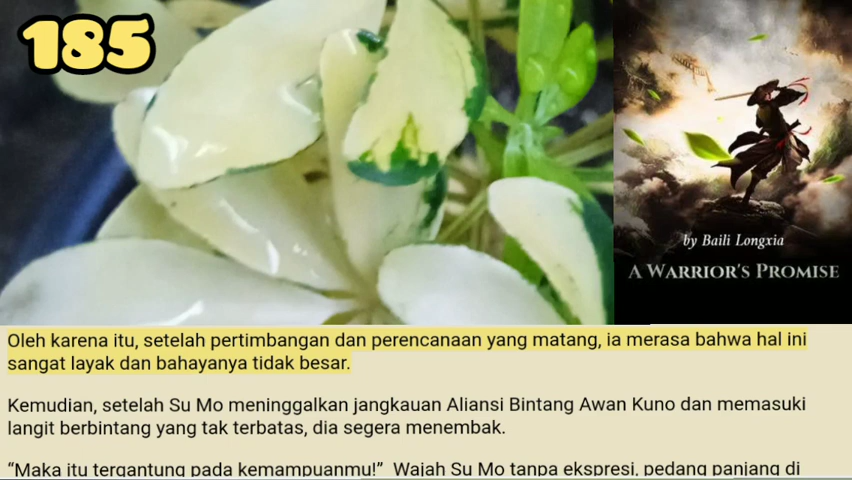 185
by Baili Longxia
A WARRIOR'S PROMISE
Oleh karena itu, setelah pertimbangan dan perencanaan yang matang, ia merasa bahwa hal ini
sangat layak dan bahayanya tidak besar.
Kemudian, setelah Su Mo meninggalkan jangkauan Aliansi Bintang Awan Kuno dan memasuki
langit berbintang yang tak terbatas, dia segera menembak.
“Maka itu tergantung pada kemampuanmu!” Wajah Su Mo tanpa ekspresi, pedang panjang di